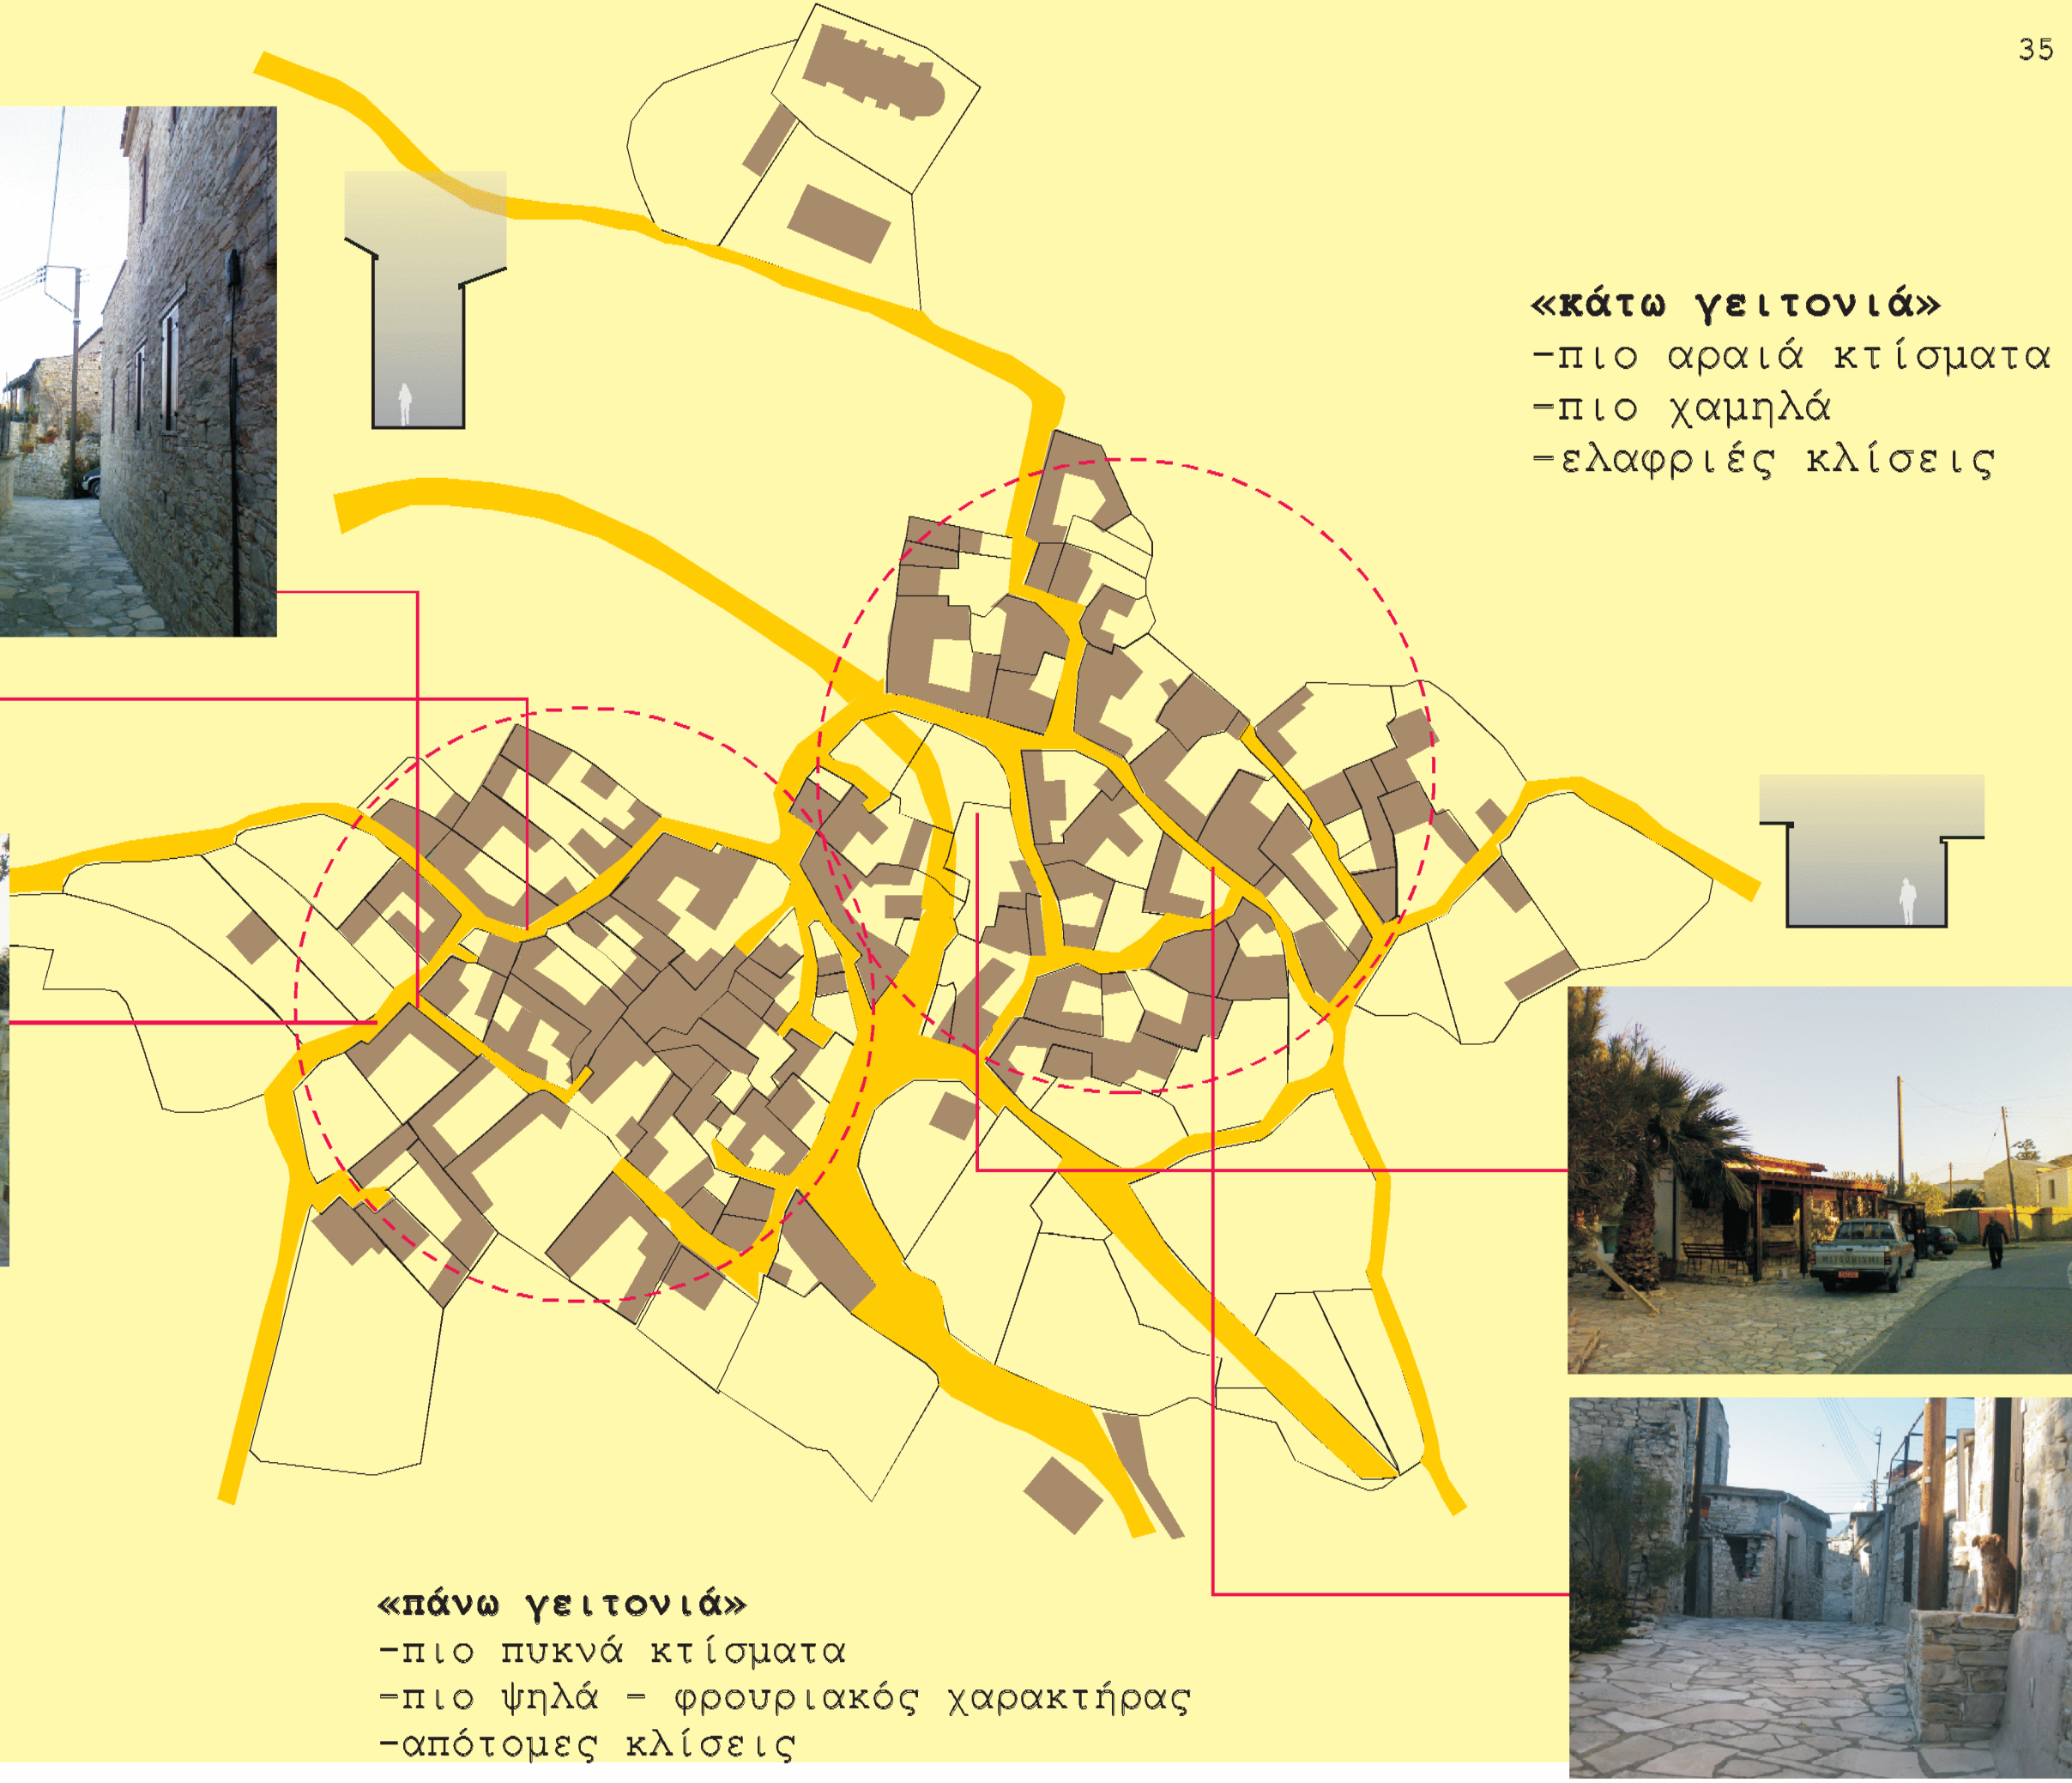 35
«κάτω γειτονιά»
-πιο αραιά κτίσματα
-πιο χαμηλά
-ελαφριές κλίσεις
«πάνω γειτονιά»
-πιο πυκνά κτίσματα
-πιο ψηλά - φρουριακός χαρακτήρας
-απότομες κλίσεις